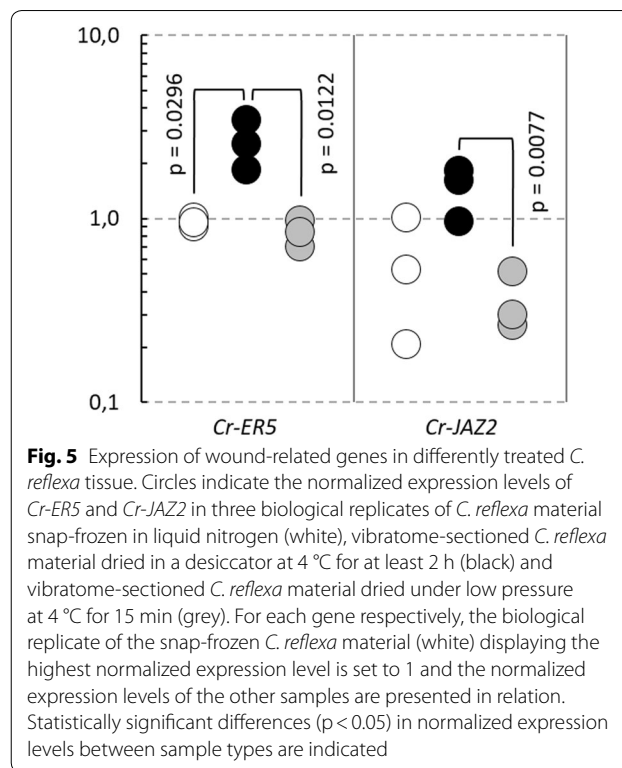 10,0
p = 0.0296
p = 0.0122
p = 0.0077
1,0
0,1
Cr-ER5 Cr-JAZ2
Fig. 5 Expression of wound-related genes in differently treated C.
reflexa tissue. Circles indicate the normalized expression levels of
Cr-ER5 and Cr-JAZ2 in three biological replicates of C. reflexa material
snap-frozen in liquid nitrogen (white), vibratome-sectioned C. reflexa
material dried in a desiccator at 4 °C for at least 2 h (black) and
vibratome-sectioned C. reflexa material dried under low pressure
at 4 °C for 15 min (grey). For each gene respectively, the biological
replicate of the snap-frozen C. reflexa material (white) displaying the
highest normalized expression level is set to 1 and the normalized
expression levels of the other samples are presented in relation.
Statistically significant differences (p < 0.05) in normalized expression
levels between sample types are indicated